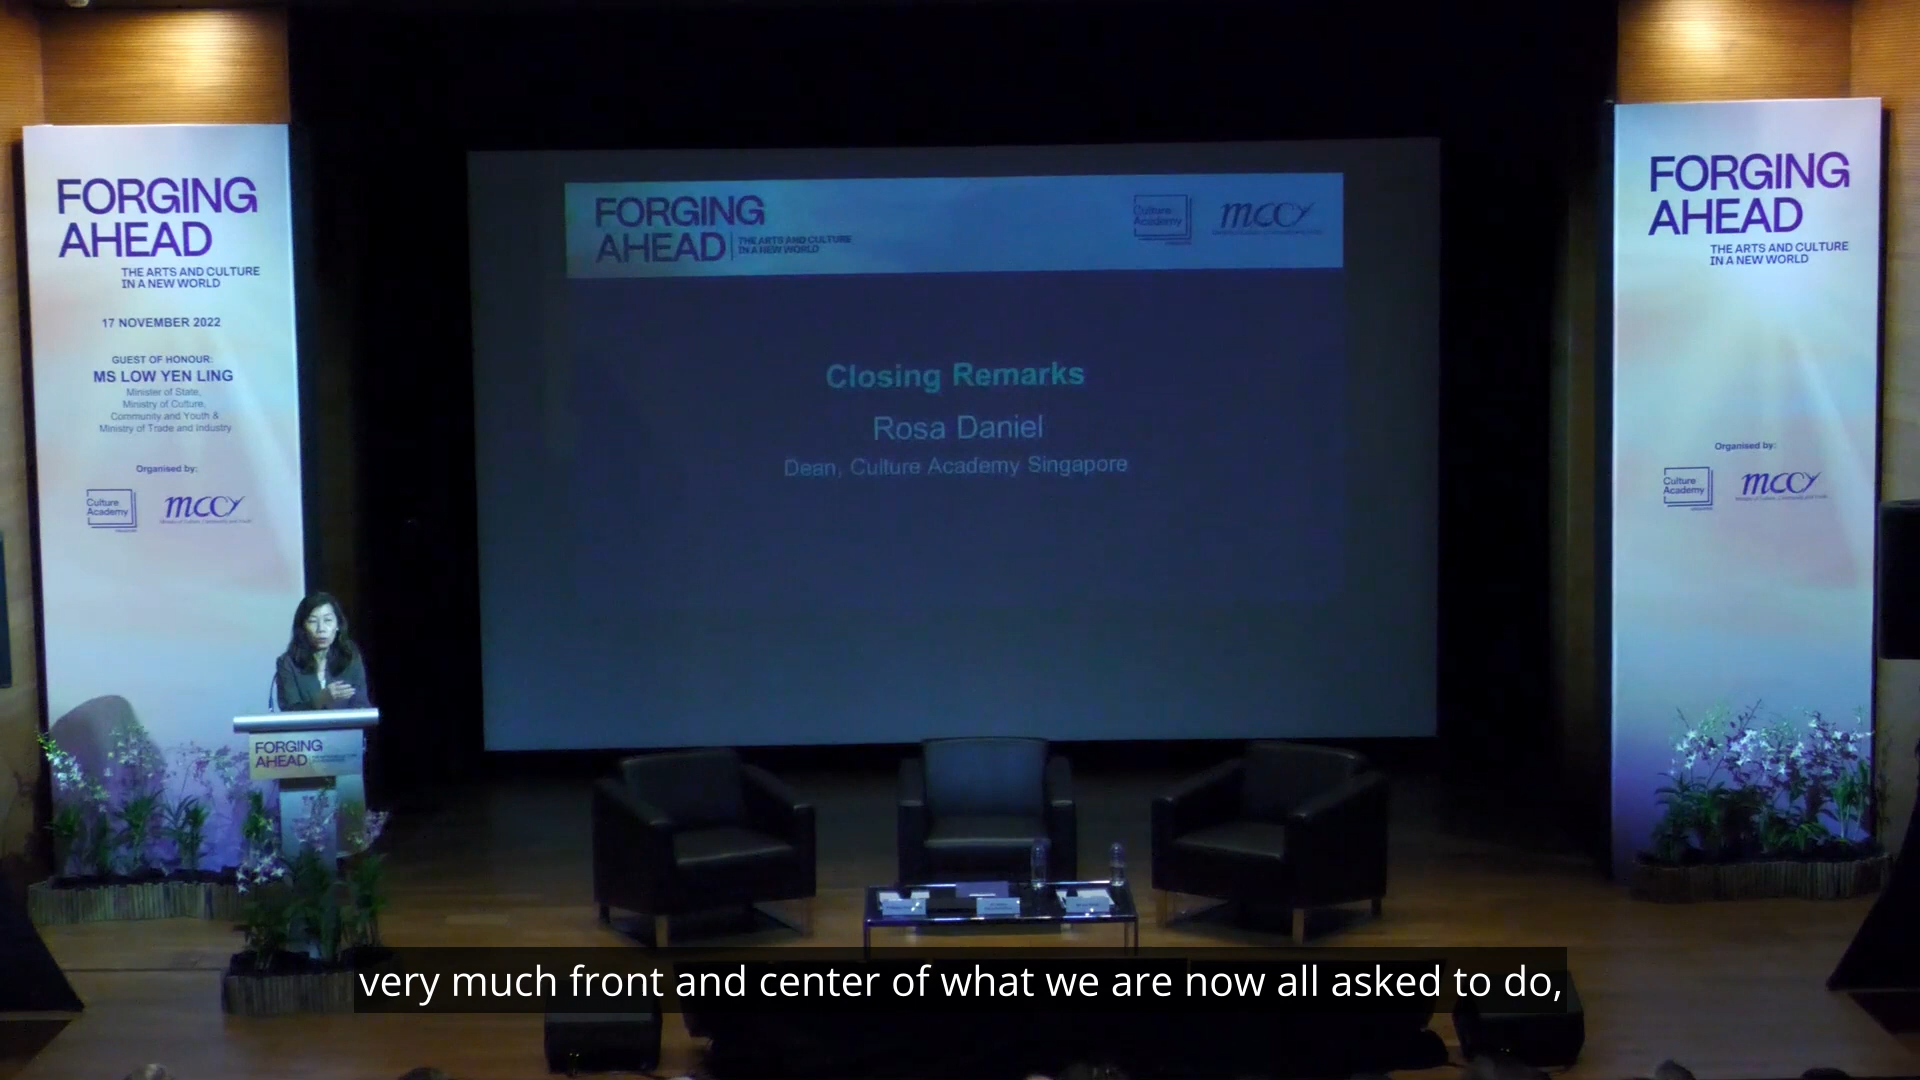 FORGING
AHEAD
THE ARTS AND CULTURE
IN A NEW WORLD
17 NOVEMBER 2022
GUEST OF HONOUR:
MS LOW YEN LING
Minister of State,
Ministry of Culture,
Community and Youth &
Ministry of Trade and Industry
Organised by:
Culture
Academy
mccy
FORGING
AHEAD
THE ARTS AND CULTURE
IN A NEW WORLD
Culture
Academy
mccy
Closing Remarks
Rosa Daniel
Dean, Culture Academy Singapore
FORGING
AHEAD
THE ARTS AND CULTURE
IN A NEW WORLD
Organised by:
Culture
Academy
mccy
FORGING
AHEAD
very much front and center of what we are now all asked to do,